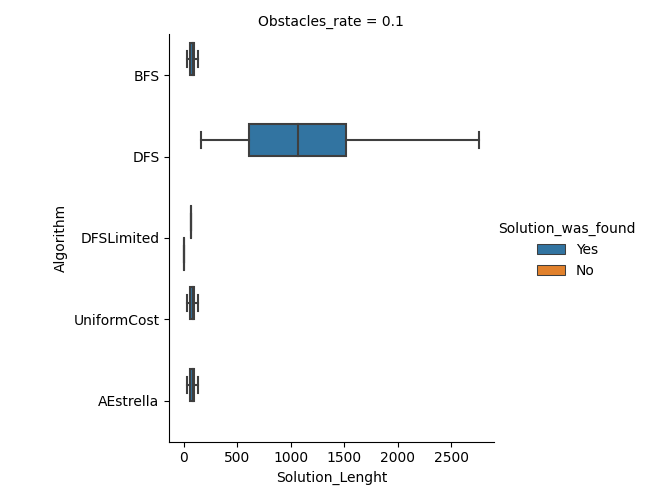 Obstacles_rate = 0.1
Algorithm
BFS
DFS
DFSLimited
UniformCost
AEstrella
0 500 1000 1500 2000 2500
Solution_Lenght
Solution_was_found
Yes
No